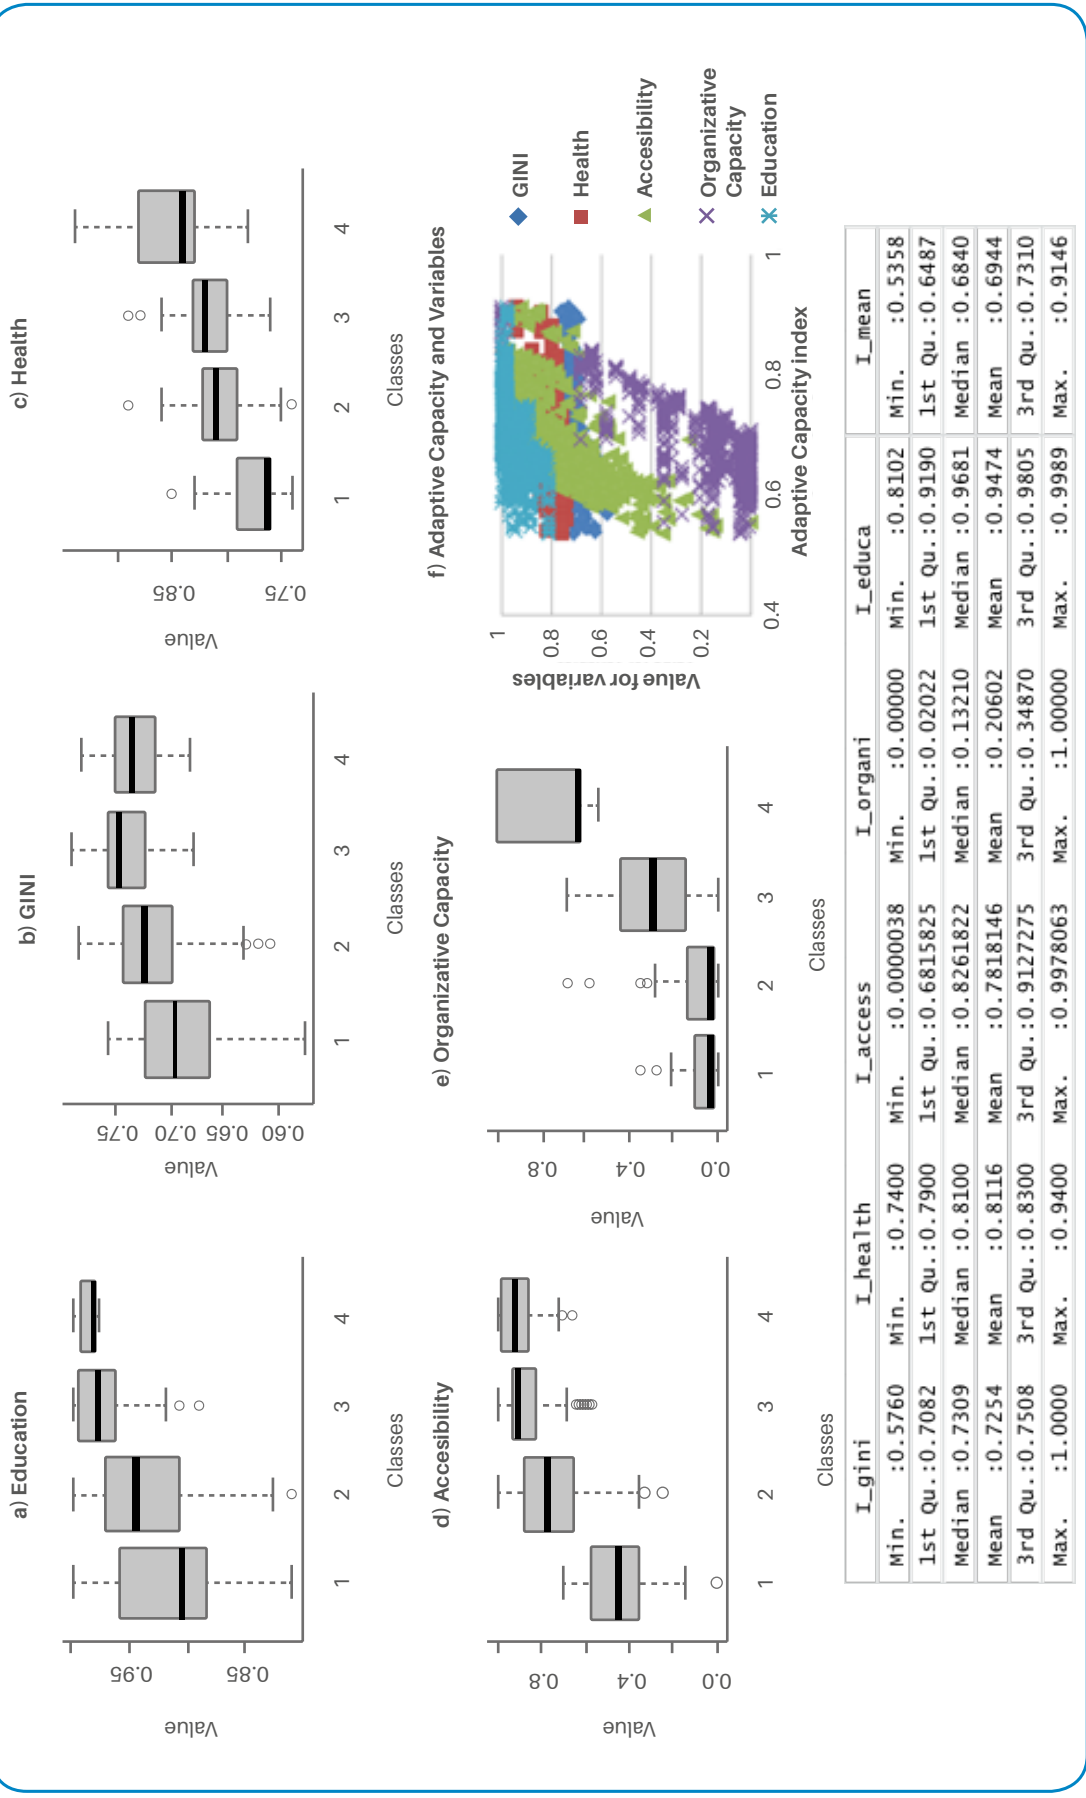 a) Education
Value
0.95
0.85
1
2
3
4
Classes
b) GINI
Value
0.75
0.70
0.65
0.60
1
2
3
4
Classes
c) Health
Value
0.85
0.75
1
2
3
4
Classes
d) Accesibility
Value
0.8
0.4
0.0
1
2
3
4
Classes
e) Organizative Capacity
Value
0.8
0.4
0.0
1
2
3
4
Classes
f) Adaptive Capacity and Variables
Value for variables
1
0.8
0.6
0.4
0.2
0.4
0.6
0.8
1
Adaptive Capacity index
GINI
Health
Accesibility
Organizative
Capacity
Education
I_gini I_health I_access I_organi I_educa I_mean
Min. :0.5760 Min. :0.7400 Min. :0.0000038 Min. :0.00000 Min. :0.8102 Min. :0.5358
1st Qu.:0.7082 1st Qu.:0.7900 1st Qu.:0.6815825 1st Qu.:0.02022 1st Qu.:0.9190 1st Qu.:0.6487
Median :0.7309 Median :0.8100 Median :0.8261822 Median :0.13210 Median :0.9681 Median :0.6840
Mean :0.7254 Mean :0.8116 Mean :0.7818146 Mean :0.20602 Mean :0.9474 Mean :0.6944
3rd Qu.:0.7508 3rd Qu.:0.8300 3rd Qu.:0.9127275 3rd Qu.:0.34870 3rd Qu.:0.9805 3rd Qu.:0.7310
Max. :1.0000 Max. :0.9400 Max. :0.9978063 Max. :1.00000 Max. :0.9989 Max. :0.9146